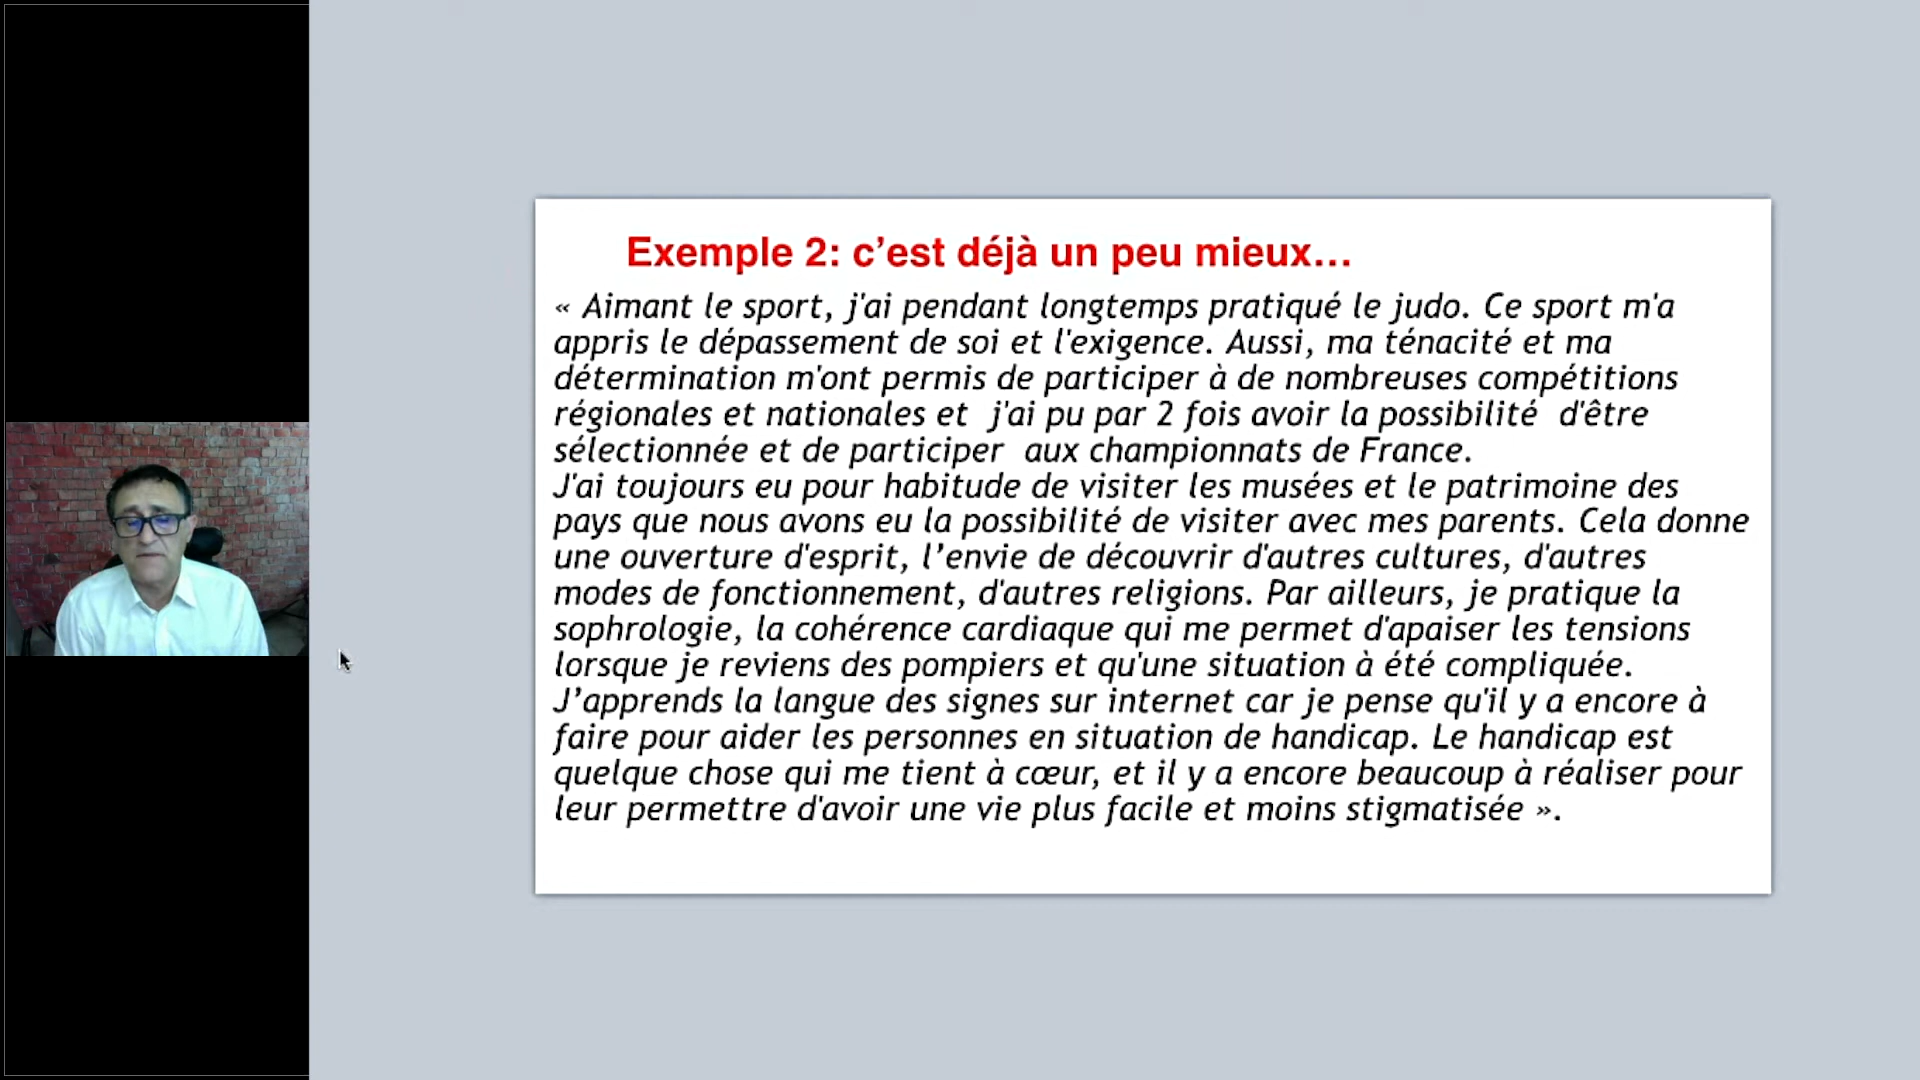 Exemple 2: c’est déjà un peu mieux…
« Aimant le sport, j'ai pendant longtemps pratiqué le judo. Ce sport m'a
appris le dépassement de soi et l'exigence. Aussi, ma ténacité et ma
détermination m'ont permis de participer à de nombreuses compétitions
régionales et nationales et  j'ai pu par 2 fois avoir la possibilité  d'être
sélectionnée et de participer  aux championnats de France.
J'ai toujours eu pour habitude de visiter les musées et le patrimoine des
pays que nous avons eu la possibilité de visiter avec mes parents. Cela donne
une ouverture d'esprit, l’envie de découvrir d'autres cultures, d'autres
modes de fonctionnement, d'autres religions. Par ailleurs, je pratique la
sophrologie, la cohérence cardiaque qui me permet d'apaiser les tensions
lorsque je reviens des pompiers et qu'une situation à été compliquée.
J’apprends la langue des signes sur internet car je pense qu'il y a encore à
faire pour aider les personnes en situation de handicap. Le handicap est
quelque chose qui me tient à cœur, et il y a encore beaucoup à réaliser pour
leur permettre d'avoir une vie plus facile et moins stigmatisée ».